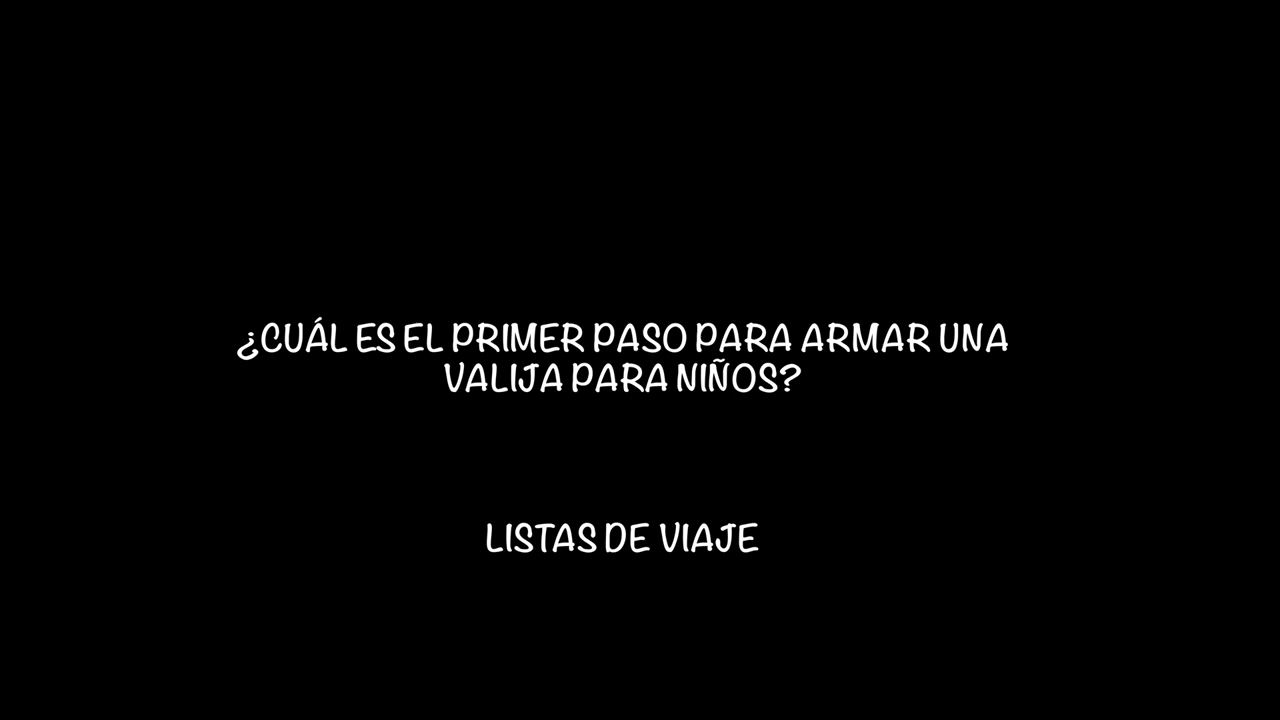 ¿CUÁL ES EL PRIMER PASO PARA ARMAR UNA
VALIJA PARA NIÑOS?
LISTAS DE VIAJE